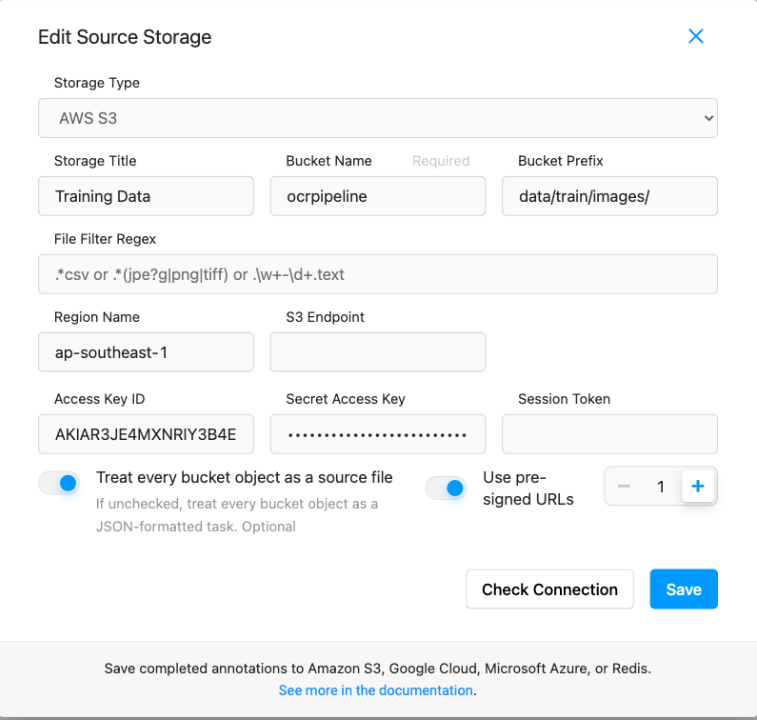 Edit Source Storage
Storage Type
AWS S3
Storage Title
Bucket Name
Required
Bucket Prefix
Training Data
ocrpipeline
data/train/images/
File Filter Regex
.*csv or .*(jpe?g|png|tiff) or .\w+-\d+.text
Region Name
S3 Endpoint
ap-southeast-1
Access Key ID
Secret Access Key
Session Token
AKIAR3JE4MXNRIY3B4E
••••••••••••••••••••••••
Treat every bucket object as a source file
If unchecked, treat every bucket object as a
JSON-formatted task. Optional
Use pre-
signed URLs
1
Check Connection
Save
Save completed annotations to Amazon S3, Google Cloud, Microsoft Azure, or Redis.
See more in the documentation.